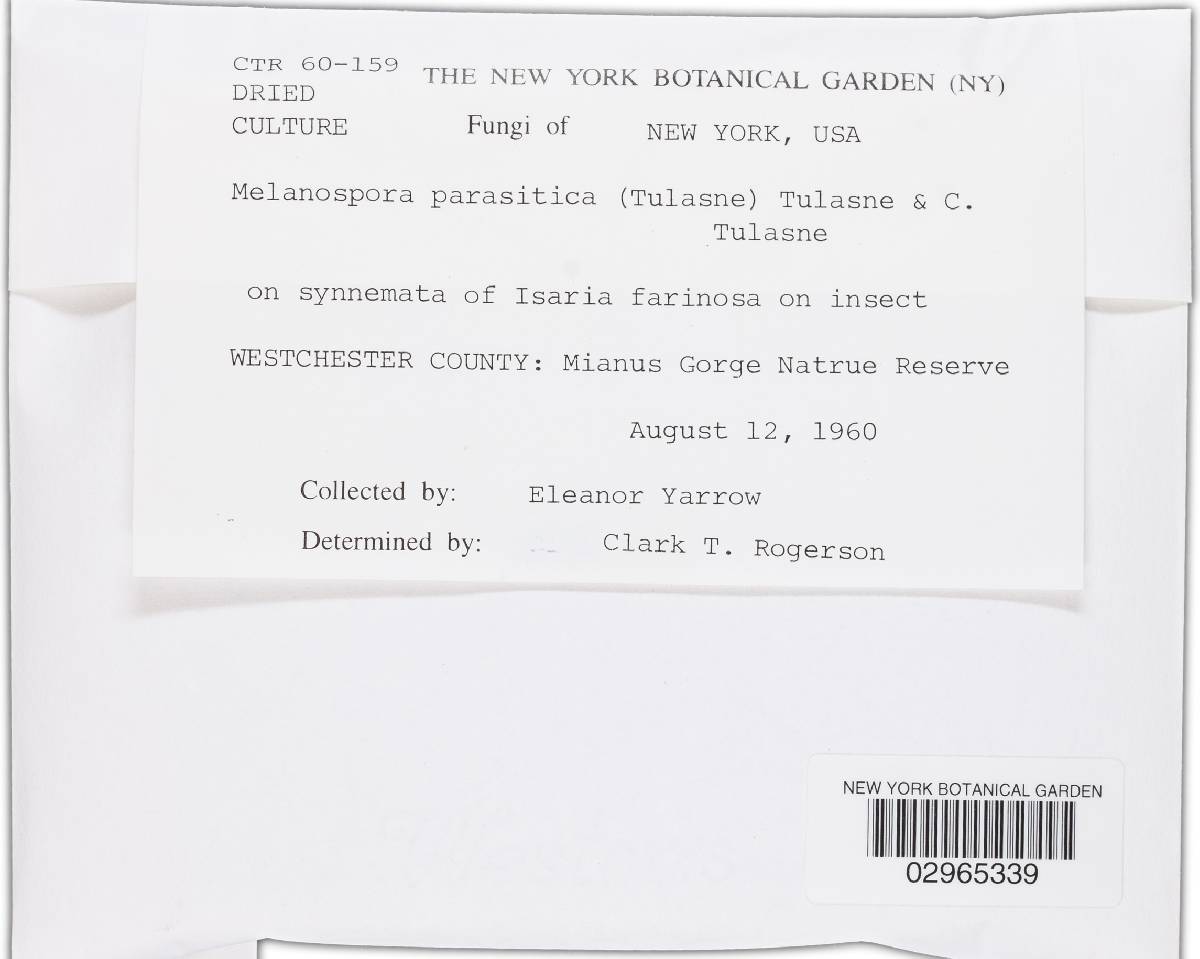 CTR 60-159
THE NEW YORK BOTANICAL GARDEN (NY)
DRIED
CULTURE Fungi of NEW YORK, USA
Melanospora parasitica (Tulasne) Tulasne & C.
Tulasne
on synnemata of Isaria farinosa on insect
WESTCHESTER COUNTY: Mianus Gorge Natrue Reserve
August 12, 1960
Collected by: Eleanor Yarrow
Determined by: Clark T. Rogerson
NEW YORK BOTANICAL GARDEN
02965339